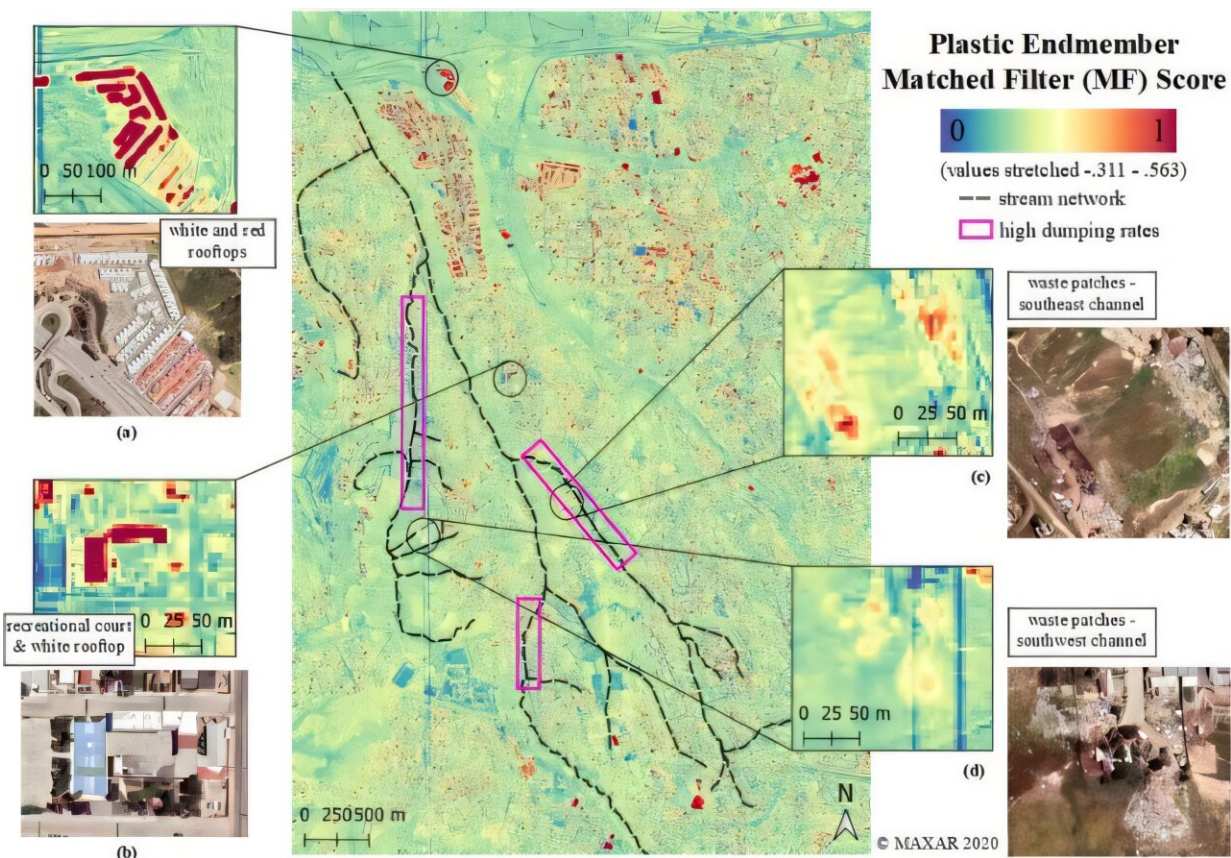 Plastic Endmember
Matched Filter (MF) Score
0 1
(values stretched -.311 - .563)
stream network
high dumping rates
0 50 100 m
white and red
rooftops
(a)
0 25 50 m
recreational court
& white rooftop
(b)
0 25 50 m
(c)
waste patches -
southeast channel
0 25 50 m
(d)
waste patches -
southwest channel
0 250500 m
N
© MAXAR 2020